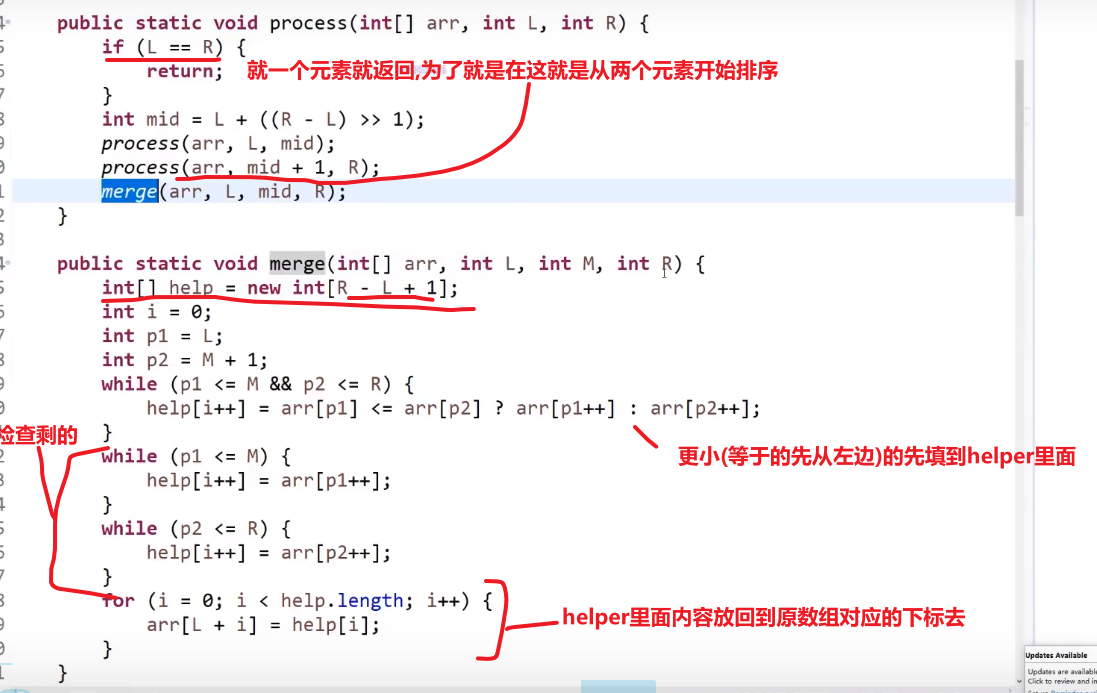 public static void process(int[] arr, int L, int R) {
if (L == R) {
return; 就一个元素就返回,为了就是在这就是从两个元素开始排序
}
int mid = L + ((R - L) >> 1);
process(arr, L, mid);
process(arr, mid + 1, R);
merge(arr, L, mid, R);
}
public static void merge(int[] arr, int L, int M, int R) {
int[] help = new int[R - L + 1];
int i = 0;
int p1 = L;
int p2 = M + 1;
while (p1 <= M && p2 <= R) {
help[i++] = arr[p1] <= arr[p2] ? arr[p1++] : arr[p2++];
}
检查剩的
更小(等于的先从左边)的先填到helper里面
while (p1 <= M) {
help[i++] = arr[p1++];
}
while (p2 <= R) {
help[i++] = arr[p2++];
}
for (i = 0; i < help.length; i++) {
arr[L + i] = help[i];
}
helper里面内容放回到原数组对应的下标去
}
Updates Available
Updates are available
Click to review and in